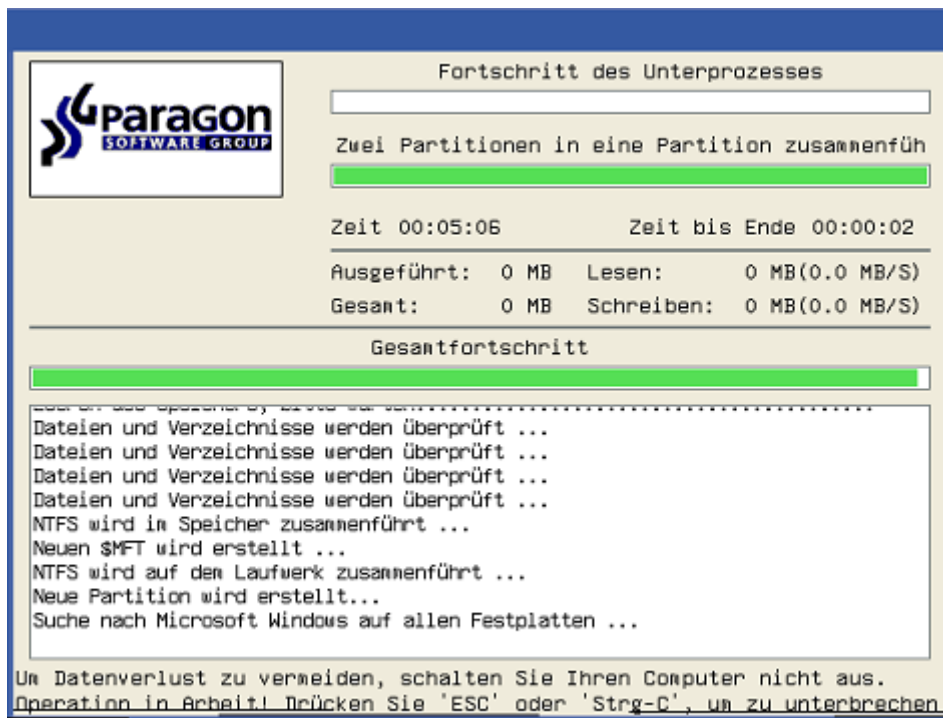 Fortschritt des Unterprozesses
Paragon
SOFTWARE GROUP
Zwei Partitionen in eine Partition zusammenfüh
Zeit 00:05:06 Zeit bis Ende 00:00:02
Ausgeführt: 0 MB Lesen: 0 MB(0.0 MB/S)
Gesamt: 0 MB Schreiben: 0 MB(0.0 MB/S)
Gesamtfortschritt
Dateien und Verzeichnisse werden überprüft ...
Dateien und Verzeichnisse werden überprüft ...
Dateien und Verzeichnisse werden überprüft ...
Dateien und Verzeichnisse werden überprüft ...
NTFS wird im Speicher zusammenführt ...
Neuen $MFT wird erstellt ...
NTFS wird auf dem Laufwerk zusammenführt ...
Neue Partition wird erstellt...
Suche nach Microsoft Windows auf allen Festplatten ...
Um Datenverlust zu vermeiden, schalten Sie Ihren Computer nicht aus.
Operation in Arbeit! Drücken Sie 'ESC' oder 'Strg-C', um zu unterbrechen